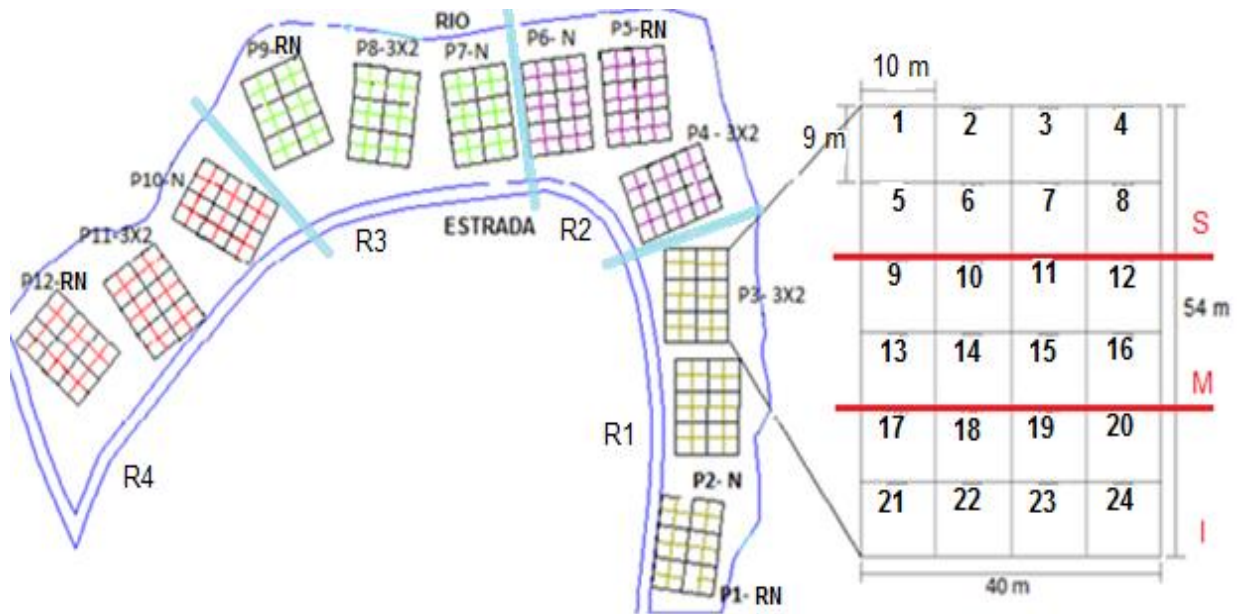 RIO
P9-RN
P8-3X2
P7-N
P6- N
P5-RN
P4 - 3X2
P10-N
P11-3X2
P12-RN
R3
ESTRADA
R2
P3- 3X2
R1
R4
P2- N
P1- RN
10 m
9 m
1 2 3 4
5 6 7 8
S
9 10 11 12
54 m
13 14 15 16
M
17 18 19 20
21 22 23 24
I
40 m